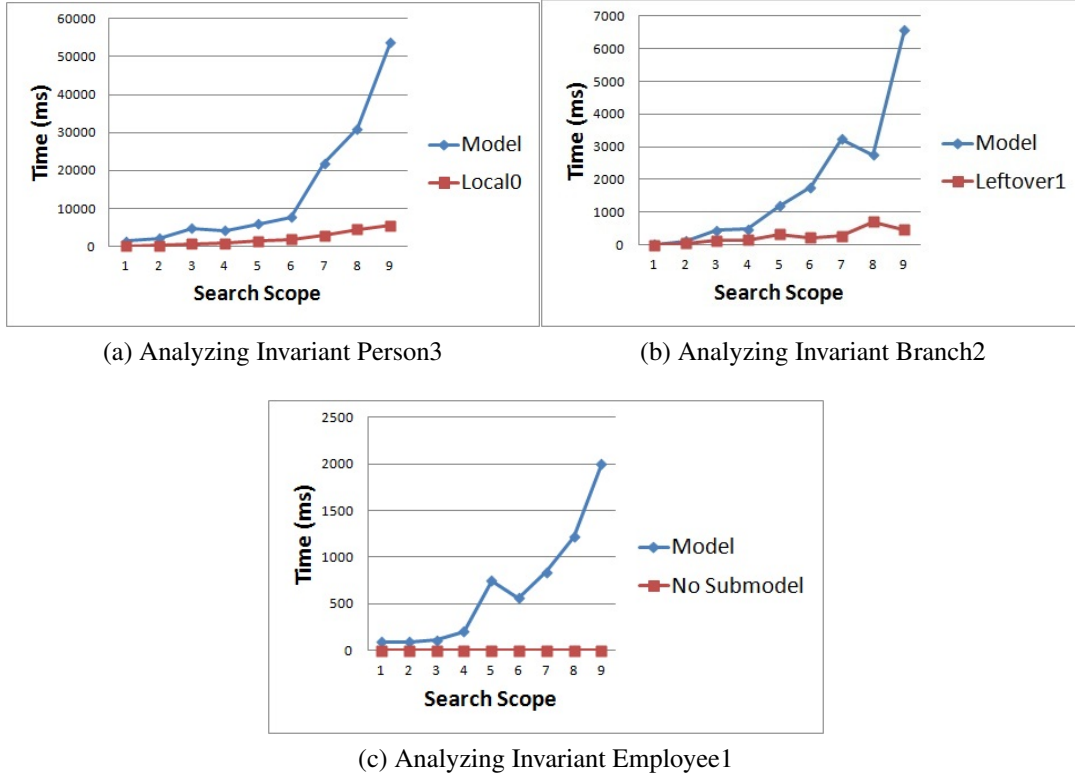 60000
50000
40000
30000
20000
10000
0
Time (ms)
1 2 3 4 5 6 7 8 9
Search Scope
Model
Local0
(a) Analyzing Invariant Person3
7000
6000
5000
4000
3000
2000
1000
0
Time (ms)
1 2 3 4 5 6 7 8 9
Search Scope
Model
Leftover1
(b) Analyzing Invariant Branch2
2500
2000
1500
1000
500
0
Time (ms)
1 2 3 4 5 6 7 8 9
Search Scope
Model
No Submodel
(c) Analyzing Invariant Employee1